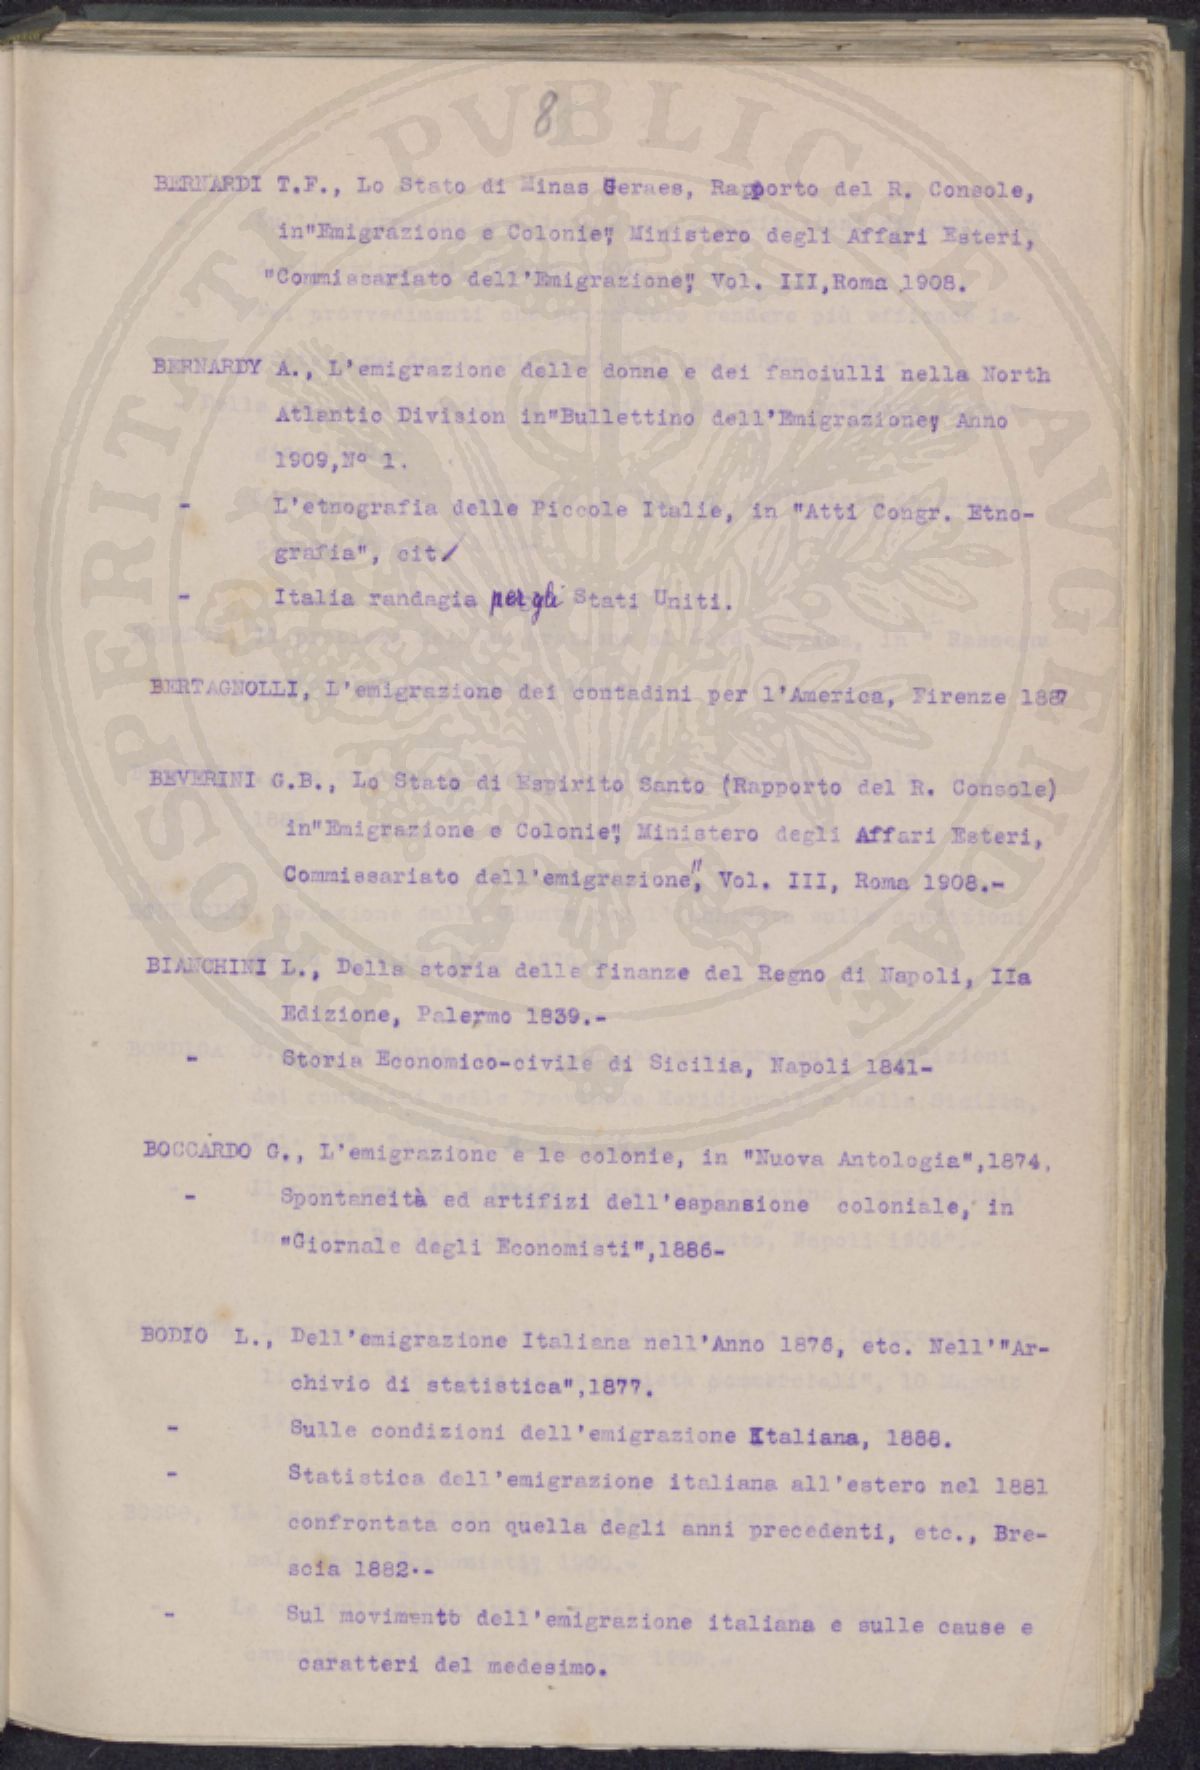 8
BERNARDI T.F., Lo Stato di Minas Geraes, Rapporto del R. Console,
in"Emigrazione e Colonie", Ministero degli Affari Esteri,
"Commissariato dell'Emigrazione", Vol. III,Roma 1908.
BERNARDY A., L'emigrazione delle donne e dei fanciulli nella North
Atlantic Division in"Bullettino dell'Emigrazione", Anno
1909,Nº 1.
- L'etnografia delle Piccole Italie, in "Atti Congr. Etno-
grafia", cit.
- Italia randagia per gli Stati Uniti.
BERTAGNOLLI, L'emigrazione dei contadini per l'America, Firenze 1887
BEVERINI G.B., Lo Stato di Espirito Santo (Rapporto del R. Console)
in"Emigrazione e Colonie", Ministero degli Affari Esteri,
Commissariato dell'emigrazione", Vol. III, Roma 1908.-
BIANCHINI L., Della storia delle finanze del Regno di Napoli, IIa
Edizione, Palermo 1839.-
- Storia Economico-civile di Sicilia, Napoli 1841-
BOCCARDO G., L'emigrazione e le colonie, in "Nuova Antologia",1874.
- Spontaneità ed artifizi dell'espansione coloniale, in
"Giornale degli Economisti",1886-
BODIO L., Dell'emigrazione Italiana nell'Anno 1876, etc. Nell'"Ar-
chivio di statistica",1877.
- Sulle condizioni dell'emigrazione Italiana, 1888.
- Statistica dell'emigrazione italiana all'estero nel 1881
confrontata con quella degli anni precedenti, etc., Bre-
scia 1882.-
- Sul movimento dell'emigrazione italiana e sulle cause e
caratteri del medesimo.